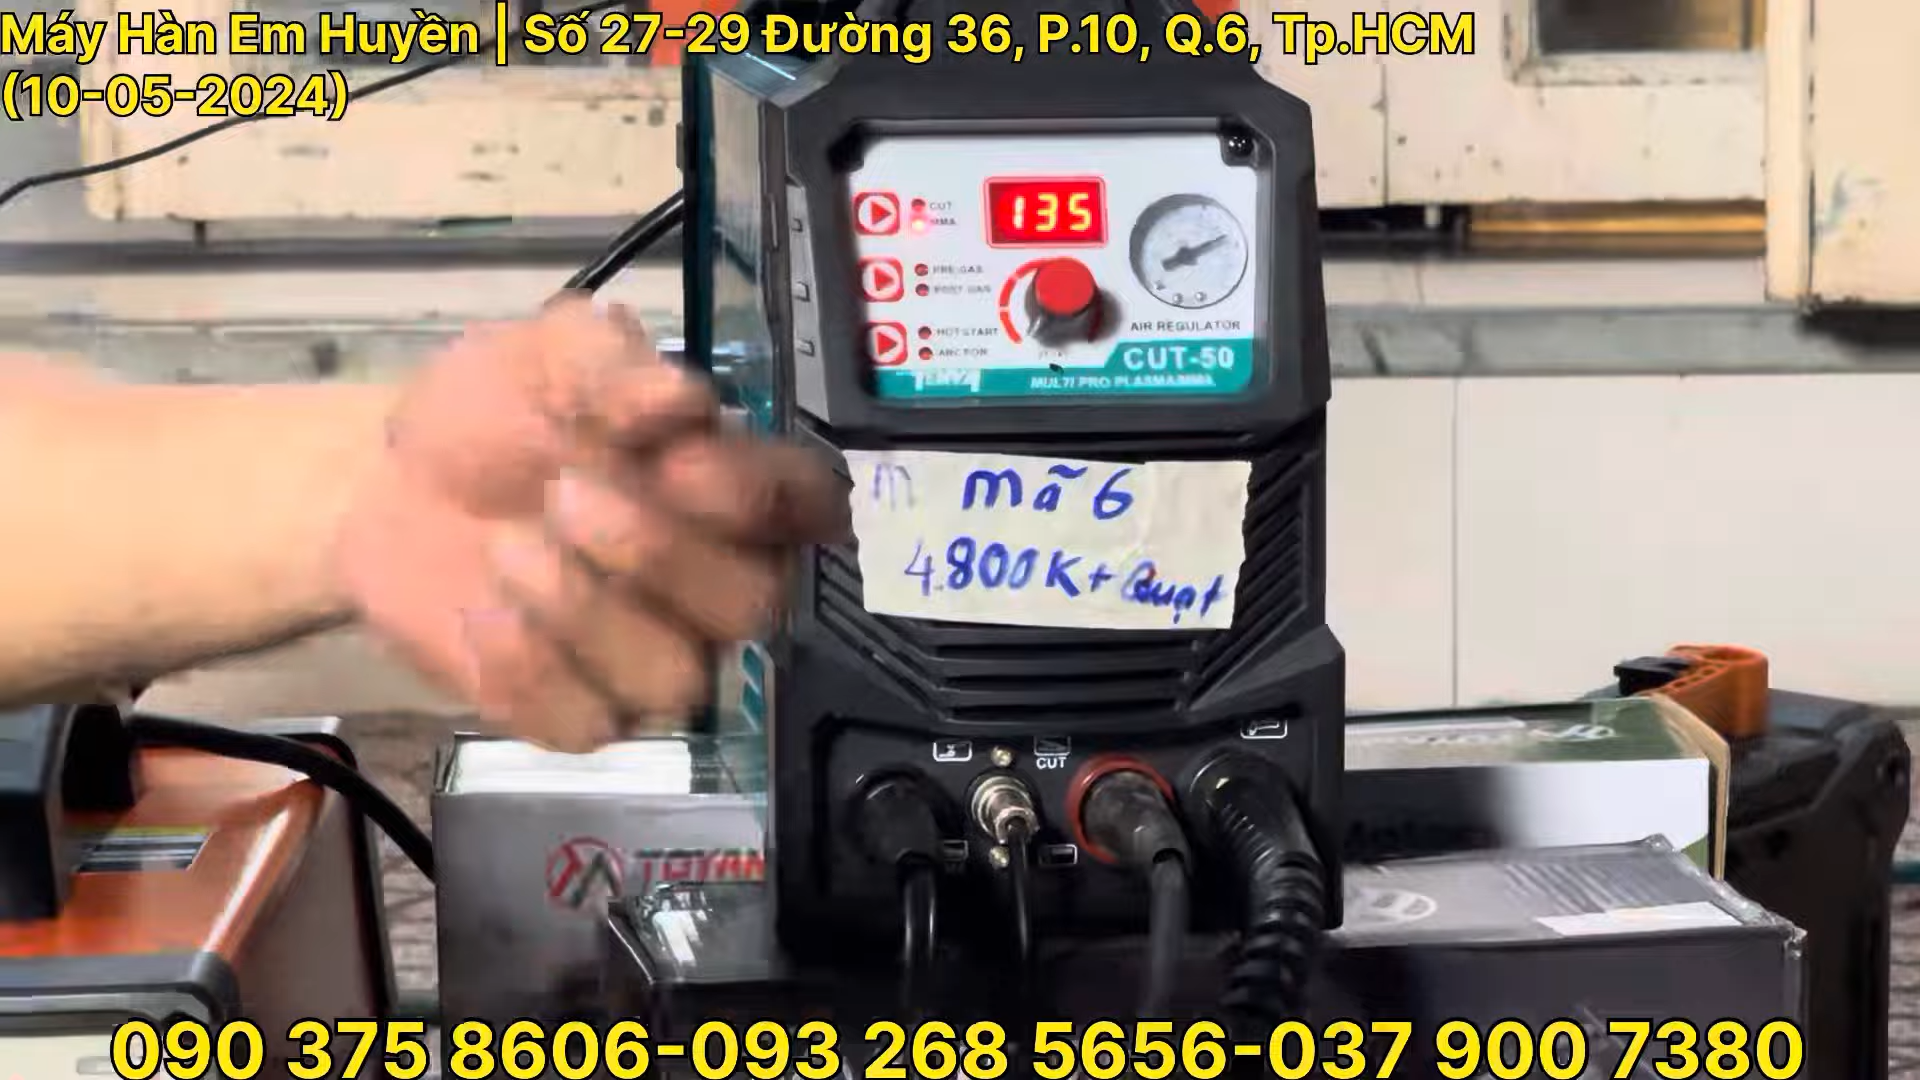 Máy Hàn Em Huyền | Số 27-29 Đường 36, P.10, Q.6, Tp.HCM
(10-05-2024)
CUT
MMA
135
PRE GAS
POST GAS
HOT START
ARC FOR
AIR REGULATOR
CUT-50
MULTI PRO PLASMA/MMA
mã 6
4.800K + Quạt
CUT
TOYAN
090 375 8606-093 268 5656-037 900 7380